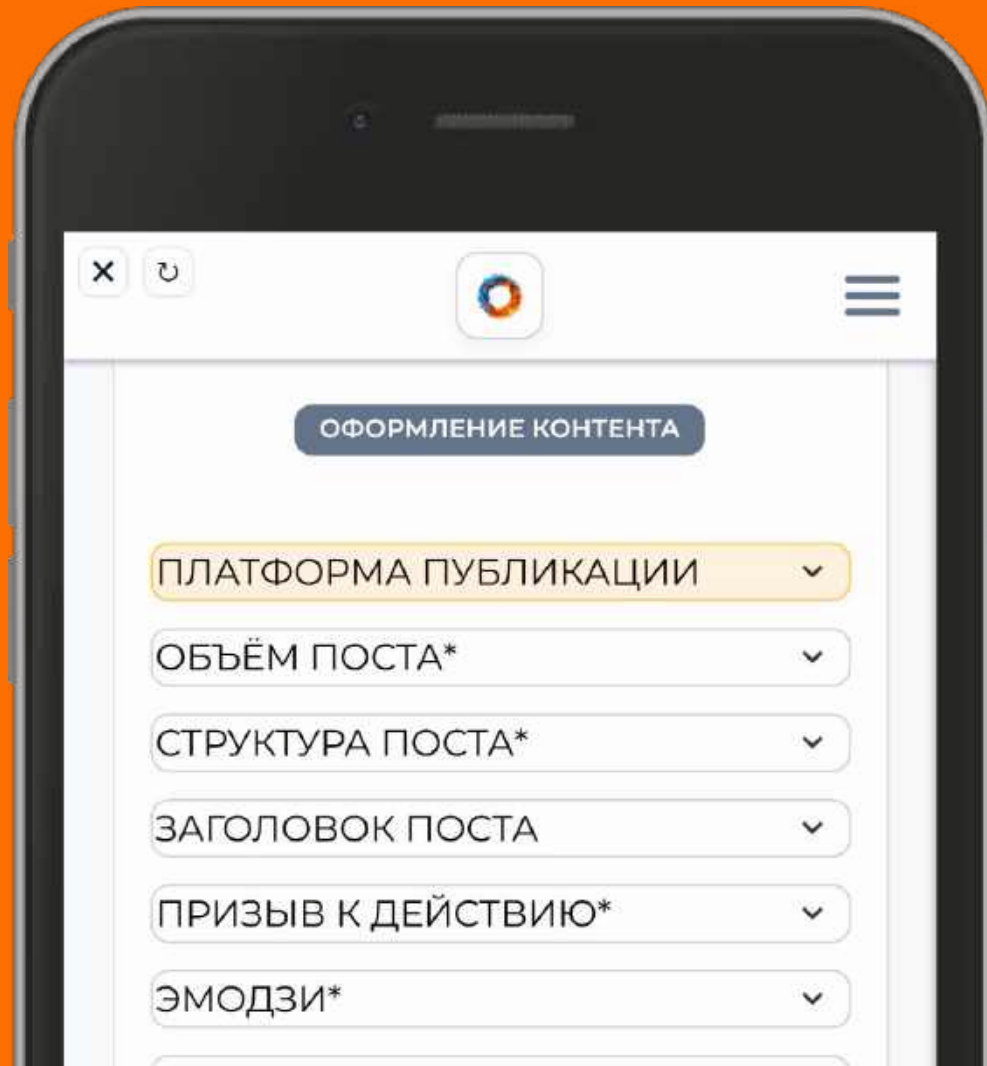 ОФОРМЛЕНИЕ КОНТЕНТА
ПЛАТФОРМА ПУБЛИКАЦИИ
ОБЪЁМ ПОСТА*
СТРУКТУРА ПОСТА*
ЗАГОЛОВОК ПОСТА
ПРИЗЫВ К ДЕЙСТВИЮ*
ЭМОДЗИ*